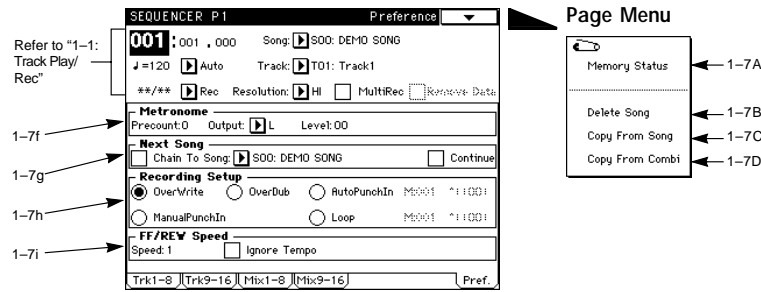 SEQUENCER P1 Preference
001 : 001 . 000 Song: S00: DEMO SONG
♩=120 Auto Track: T01: Track1
**/** Rec Resolution: HI MultiRec Remove Data
Metronome
Precount:0 Output: L Level:00
Next Song
Chain To Song: S00: DEMO SONG Continue
Recording Setup
OverWrite OverDub AutoPunchIn M:001 ~:001
ManualPunchIn Loop M:001 ~:001
FF/REW Speed
Speed:1 Ignore Tempo
Trk1-8 Trk9-16 Mix1-8 Mix9-16 Pref.
Refer to “1–1:
Track Play/
Rec”
1–7f
1–7g
1–7h
1–7i
Page Menu
Memory Status
1–7A
Delete Song
1–7B
Copy From Song
1–7C
Copy From Combi
1–7D